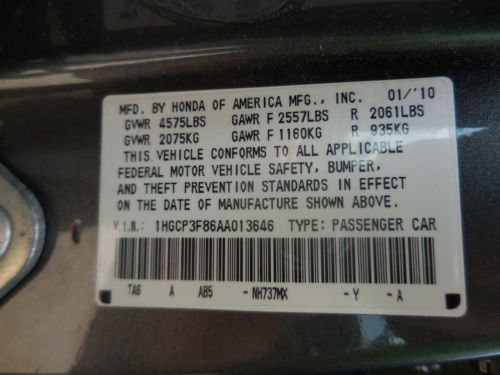 MFD. BY HONDA OF AMERICA MFG., INC. 01/'10
GVWR 4575LBS GAWR F 2557LBS R 2061LBS
GVWR 2075KG GAWR F 1160KG R 935KG
THIS VEHICLE CONFORMS TO ALL APPLICABLE
FEDERAL MOTOR VEHICLE SAFETY, BUMPER,
AND THEFT PREVENTION STANDARDS IN EFFECT
ON THE DATE OF MANUFACTURE SHOWN ABOVE.
V.I.N.: 1HGCP3F86AA013646 TYPE: PASSENGER CAR
TA6 A AB5 - NH737MX - Y - A